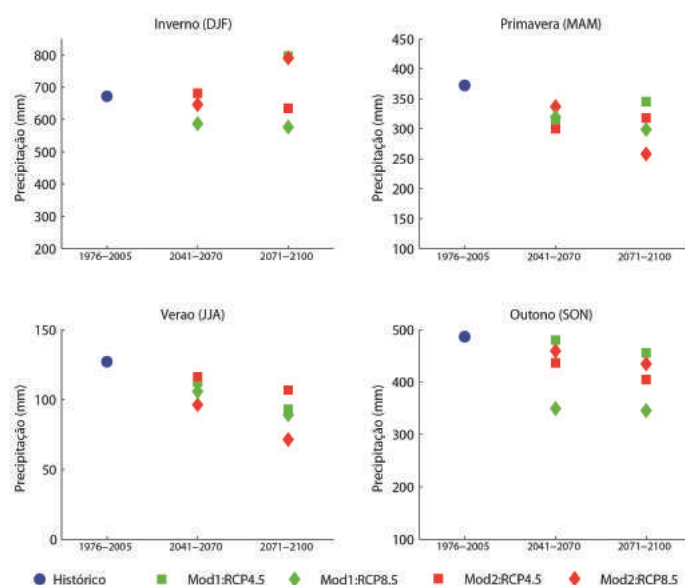 Inverno (DJF)
Precipitação (mm)
800
700
600
500
400
300
200
1976–2005
2041–2070
2071–2100
Primavera (MAM)
Precipitação (mm)
450
400
350
300
250
200
150
100
1976–2005
2041–2070
2071–2100
Verao (JJA)
Precipitação (mm)
150
100
50
0
1976–2005
2041–2070
2071–2100
Outono (SON)
Precipitação (mm)
500
400
300
200
100
1976–2005
2041–2070
2071–2100
Histórico
Mod1:RCP4.5
Mod1:RCP8.5
Mod2:RCP4.5
Mod2:RCP8.5